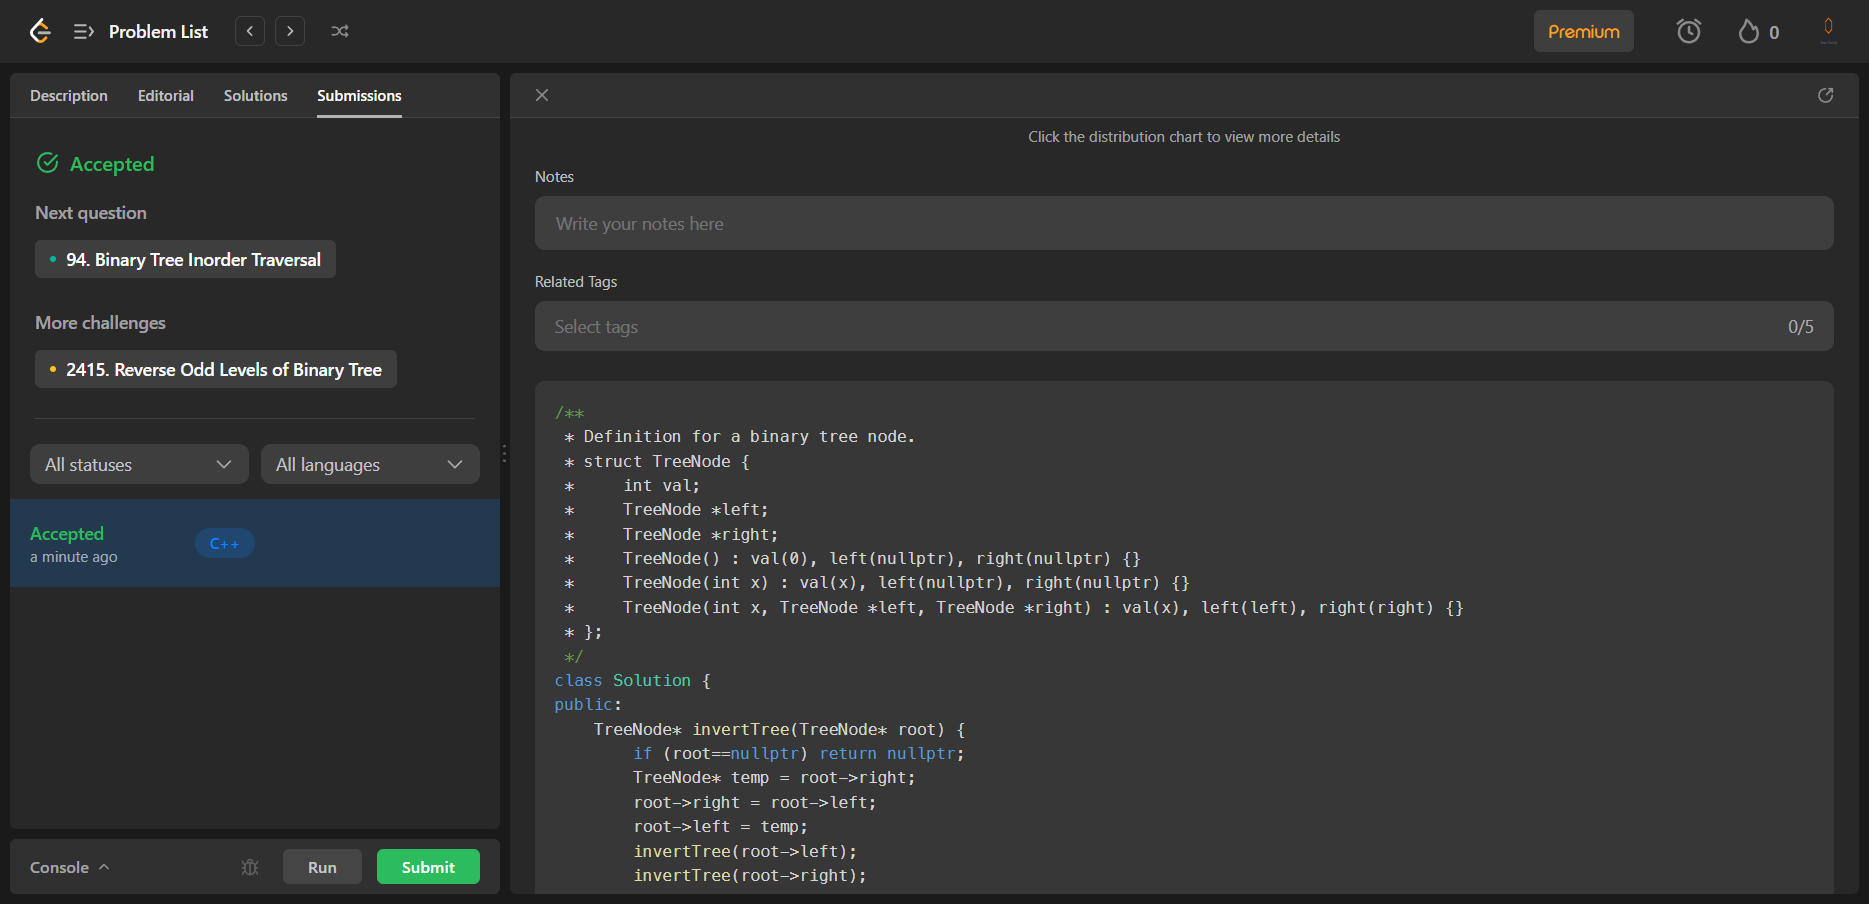 Problem List
Premium
0
Description Editorial Solutions Submissions
Accepted
Next question
94. Binary Tree Inorder Traversal
More challenges
2415. Reverse Odd Levels of Binary Tree
All statuses All languages
Accepted
a minute ago
C++
Console
Run
Submit
Click the distribution chart to view more details
Notes
Write your notes here
Related Tags
Select tags 0/5
/**
 * Definition for a binary tree node.
 * struct TreeNode {
 *     int val;
 *     TreeNode *left;
 *     TreeNode *right;
 *     TreeNode() : val(0), left(nullptr), right(nullptr) {}
 *     TreeNode(int x) : val(x), left(nullptr), right(nullptr) {}
 *     TreeNode(int x, TreeNode *left, TreeNode *right) : val(x), left(left), right(right) {}
 * };
 */
class Solution {
public:
    TreeNode* invertTree(TreeNode* root) {
        if (root==nullptr) return nullptr;
        TreeNode* temp = root->right;
        root->right = root->left;
        root->left = temp;
        invertTree(root->left);
        invertTree(root->right);